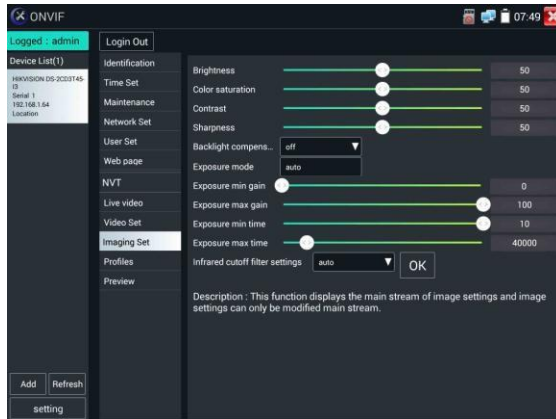 ONVIF
07:49
Logged : admin
Login Out
Device List(1)
HIKVISION DS-2CD3T45-
I3
Serial 1
192.168.1.64
Location
Identification
Time Set
Maintenance
Network Set
User Set
Web page
NVT
Live video
Video Set
Imaging Set
Profiles
Preview
Brightness 50
Color saturation 50
Contrast 50
Sharpness 50
Backlight compens... off
Exposure mode auto
Exposure min gain 0
Exposure max gain 100
Exposure min time 10
Exposure max time 40000
Infrared cutoff filter settings auto OK
Description : This function displays the main stream of image settings and image
settings can only be modified main stream.
Add Refresh
setting